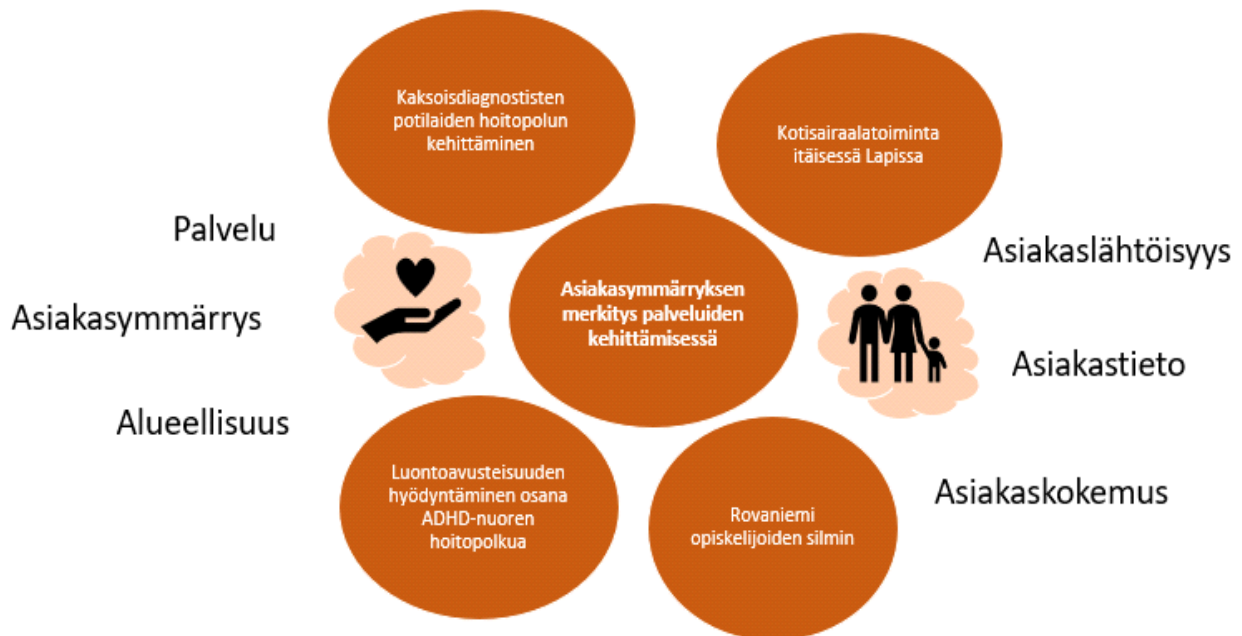 Kaksoisdiagnostisten
potilaiden hoitopolun
kehittäminen
Kotisairaalatoiminta
itäisessä Lapissa
Palvelu
Asiakasymmärrys
Alueellisuus
Asiakasymmärryksen
merkitys palveluiden
kehittämisessä
Asiakaslähtöisyys
Asiakastieto
Asiakaskokemus
Luontoavusteisuuden
hyödyntäminen osana
ADHD-nuoren
hoitopolkua
Rovaniemi
opiskelijoiden silmin